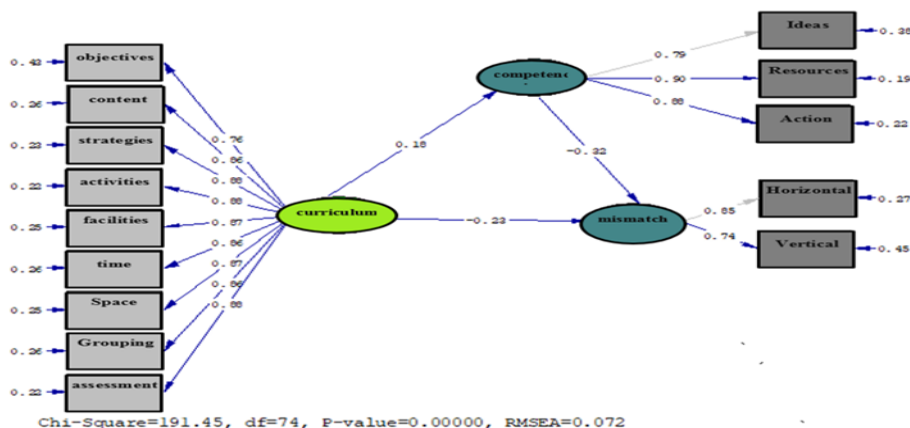 Ideas
0.38
0.79
objectives
0.43
competenc
Resources
0.19
0.90
content
0.26
0.88
Action
0.22
strategies
0.23
0.76
0.86
0.18
-0.32
0.88
activities
0.22
0.88
Horizontal
0.27
0.85
facilities
0.25
0.87
curriculum
-0.23
mismatch
0.74
Vertical
0.45
0.86
time
0.26
0.87
0.86
0.88
Space
0.25
Grouping
0.26
assessment
0.22
Chi-Square=191.45, df=74, P-value=0.00000, RMSEA=0.072